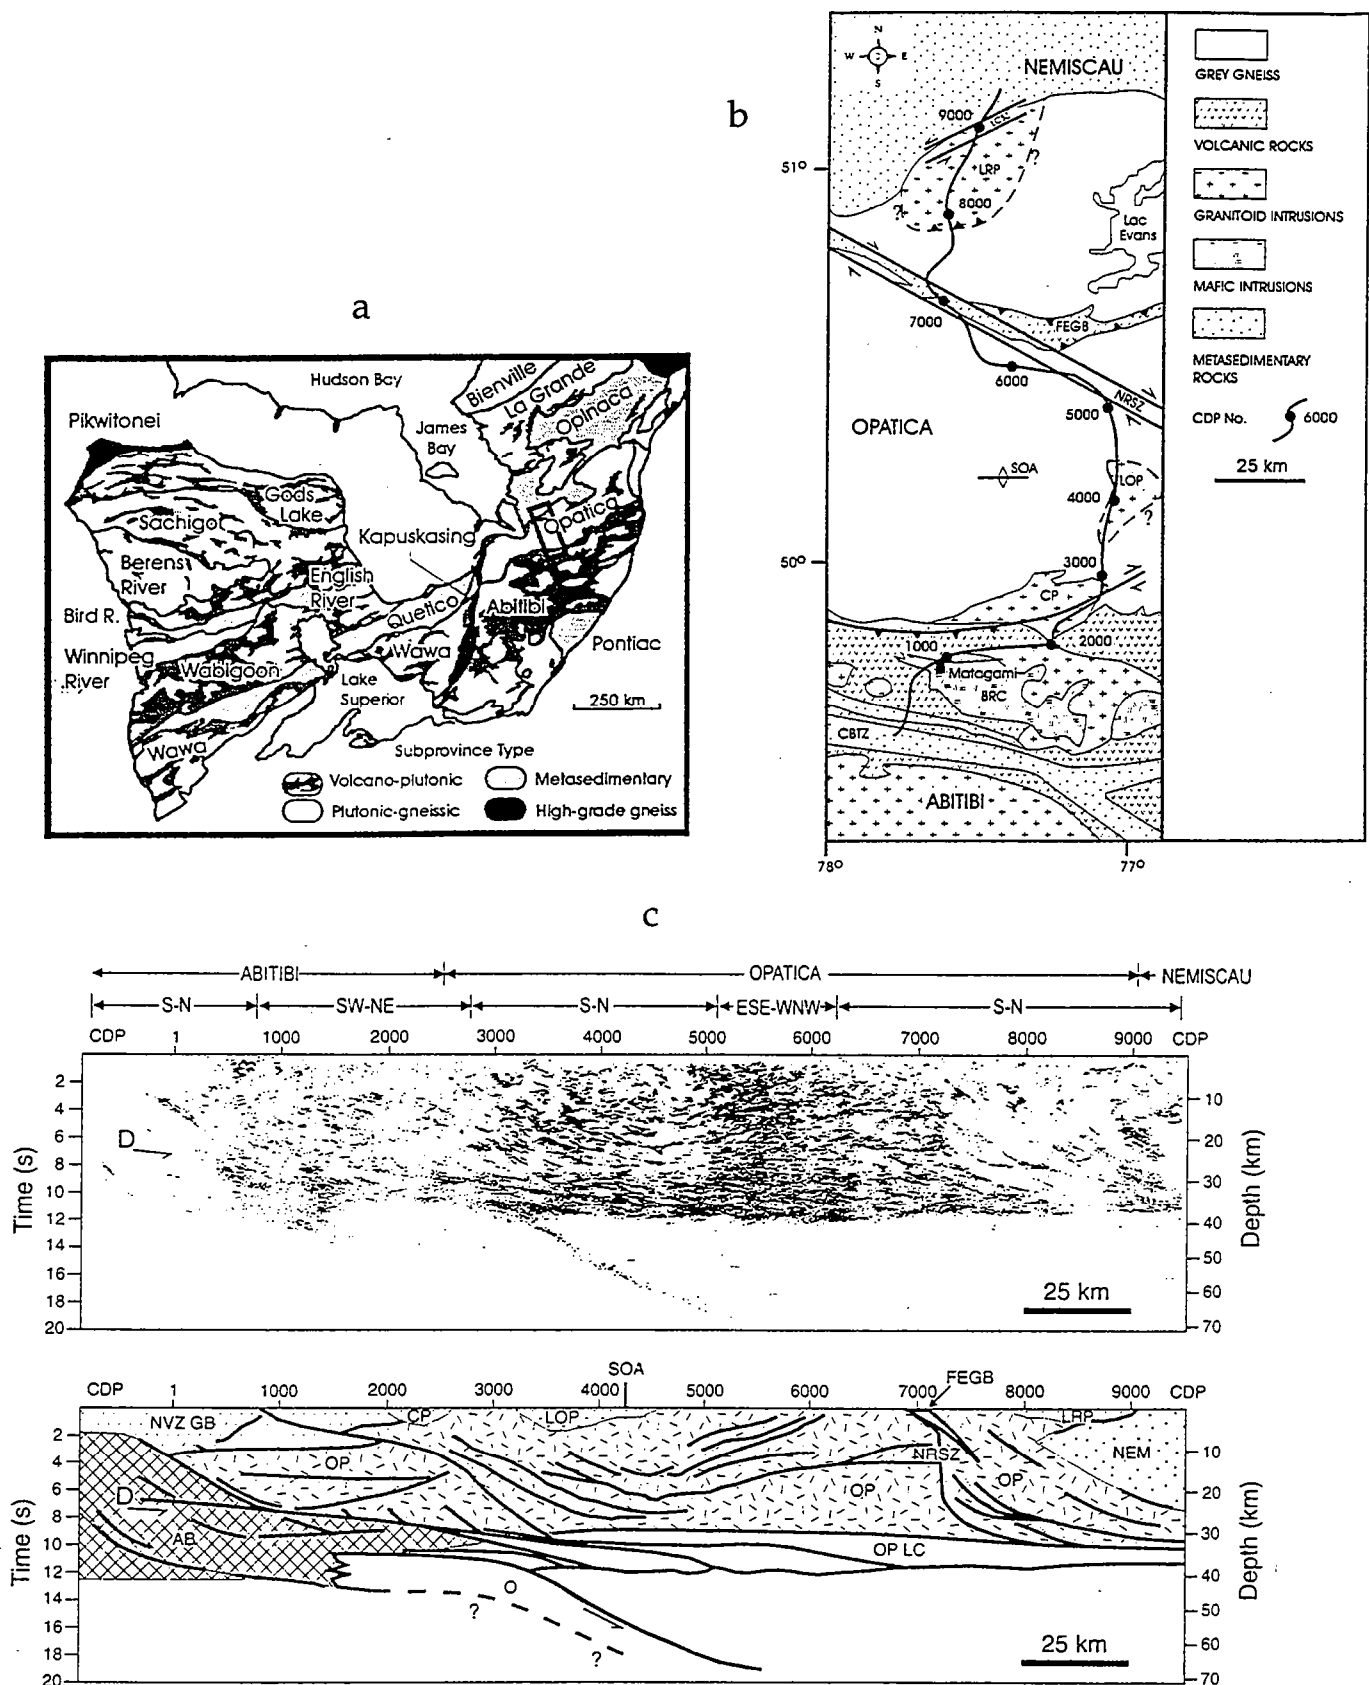 a
Hudson Bay
Bienville
La Grande
Opinaca
James
Bay
Pikwitonei
Gods
Lake
Sachigo
Kapuskasing
Opatica
Berens
River
English
River
Quetico
Abitibi
Bird R.
Pontiac
Winnipeg
River
Wabigoon
Wawa
Lake
Superior
250 km
Wawa
Subprovince Type
Volcano-plutonic
Metasedimentary
Plutonic-gneissic
High-grade gneiss
b
N
W E
S
NEMISCAU
9000
51º
LRP
?
?
8000
Lac
Evans
7000
FEGB
6000
NRSZ
5000
OPATICA
SOA
LOP
4000
?
50º
3000
CP
1000
2000
Matagami
BRC
CBTZ
ABITIBI
78º
77º
GREY GNEISS
VOLCANIC ROCKS
GRANITOID INTRUSIONS
MAFIC INTRUSIONS
METASEDIMENTARY
ROCKS
CDP No. 6000
25 km
c
ABITIBI OPATICA NEMISCAU
S-N SW-NE S-N ESE-WNW S-N
CDP 1 1000 2000 3000 4000 5000 6000 7000 8000 9000 CDP
Time (s)
2
4
6
8
10
12
14
16
18
20
D
10
20
30
40
50
60
70
Depth (km)
25 km
SOA
FEGB
CDP 1 1000 2000 3000 4000 5000 6000 7000 8000 9000 CDP
Time (s)
2
4
6
8
10
12
14
16
18
20
NVZ GB
CP
LOP
LRP
OP
NRSZ
NEM
D
OP
OP
AB
OP LC
O
?
?
10
20
30
40
50
60
70
Depth (km)
25 km